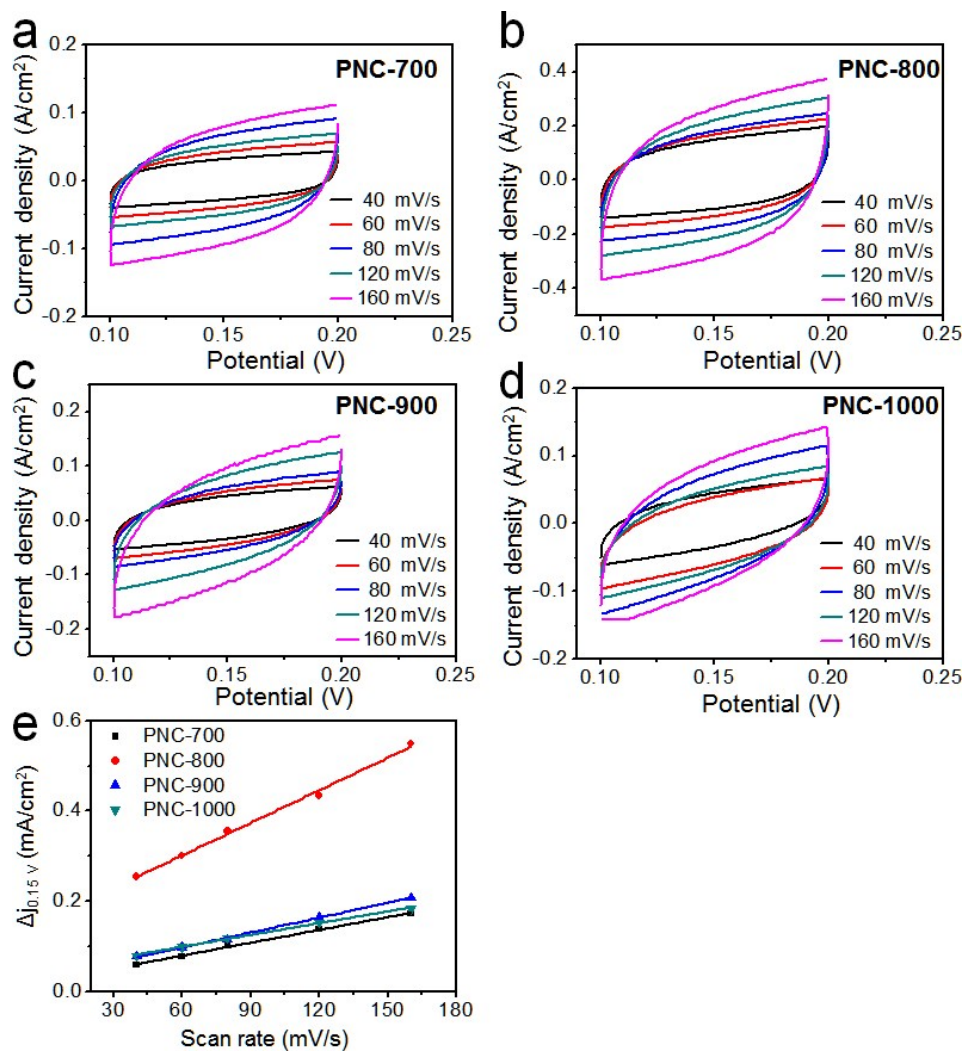 a
PNC-700
Current density (A/cm²)
0.2
0.1
0.0
-0.1
-0.2
40 mV/s
60 mV/s
80 mV/s
120 mV/s
160 mV/s
0.10 0.15 0.20 0.25
Potential (V)
b
PNC-800
Current density (A/cm²)
0.4
0.2
0.0
-0.2
-0.4
40 mV/s
60 mV/s
80 mV/s
120 mV/s
160 mV/s
0.10 0.15 0.20 0.25
Potential (V)
c
PNC-900
Current density (A/cm²)
0.2
0.1
0.0
-0.1
-0.2
40 mV/s
60 mV/s
80 mV/s
120 mV/s
160 mV/s
0.10 0.15 0.20 0.25
Potential (V)
d
PNC-1000
Current density (A/cm²)
0.2
0.1
0.0
-0.1
-0.2
40 mV/s
60 mV/s
80 mV/s
120 mV/s
160 mV/s
0.10 0.15 0.20 0.25
Potential (V)
e
PNC-700
PNC-800
PNC-900
PNC-1000
Δj0.15 V (mA/cm²)
0.6
0.4
0.2
0.0
30 60 90 120 150 180
Scan rate (mV/s)